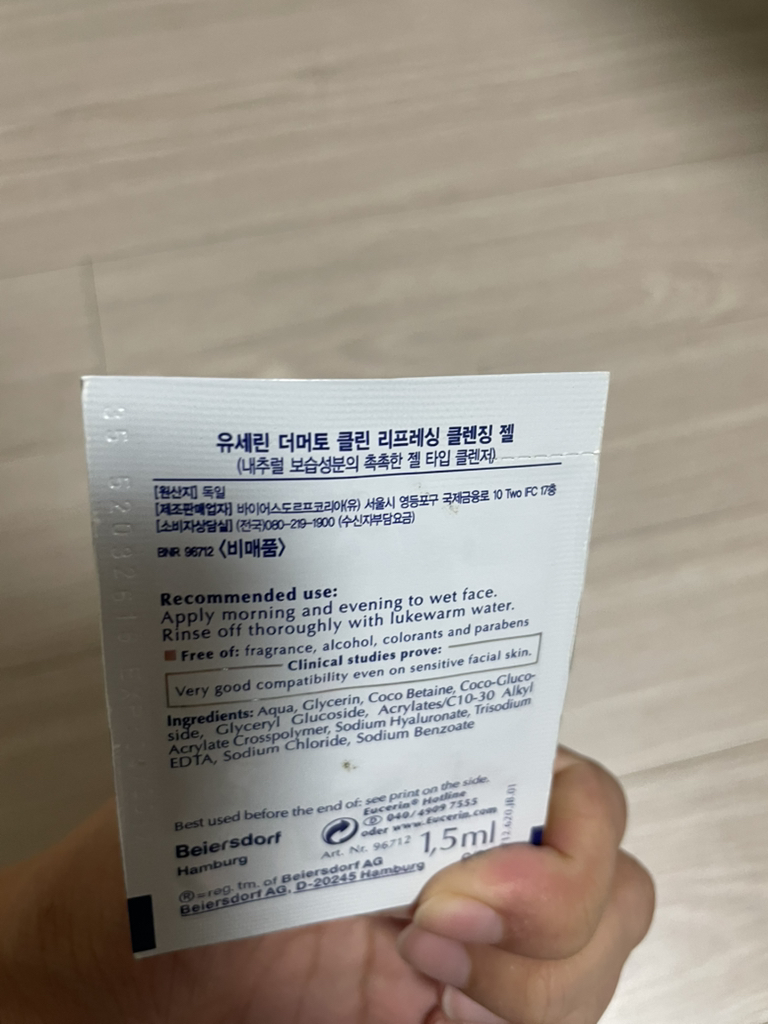 유세린 더머토 클린 리프레싱 클렌징 젤
(내추럴 보습성분의 촉촉한 젤 타입 클렌저)
[원산지] 독일
[제조판매업자] 바이어스도르프코리아(유) 서울시 영등포구 국제금융로 10 Two IFC 17층
[소비자상담실] (전국)080-219-1900 (수신자부담요금)
BNR 96712 <비매품>
Recommended use:
Apply morning and evening to wet face.
Rinse off thoroughly with lukewarm water.
Free of: fragrance, alcohol, colorants and parabens
Clinical studies prove:
Very good compatibility even on sensitive facial skin.
Ingredients: Aqua, Glycerin, Coco Betaine, Coco-Gluco-
side, Glyceryl Glucoside, Acrylates/C10-30 Alkyl
Acrylate Crosspolymer, Sodium Hyaluronate, Trisodium
EDTA, Sodium Chloride, Sodium Benzoate
Best used before the end of: see print on the side.
Beiersdorf
Hamburg
Eucerin® Hotline
D 040/4909 7555
oder www.Eucerin.com
Art. Nr. 96712
1,5ml
®=reg. tm. of Beiersdorf AG
Beiersdorf AG, D-20245 Hamburg